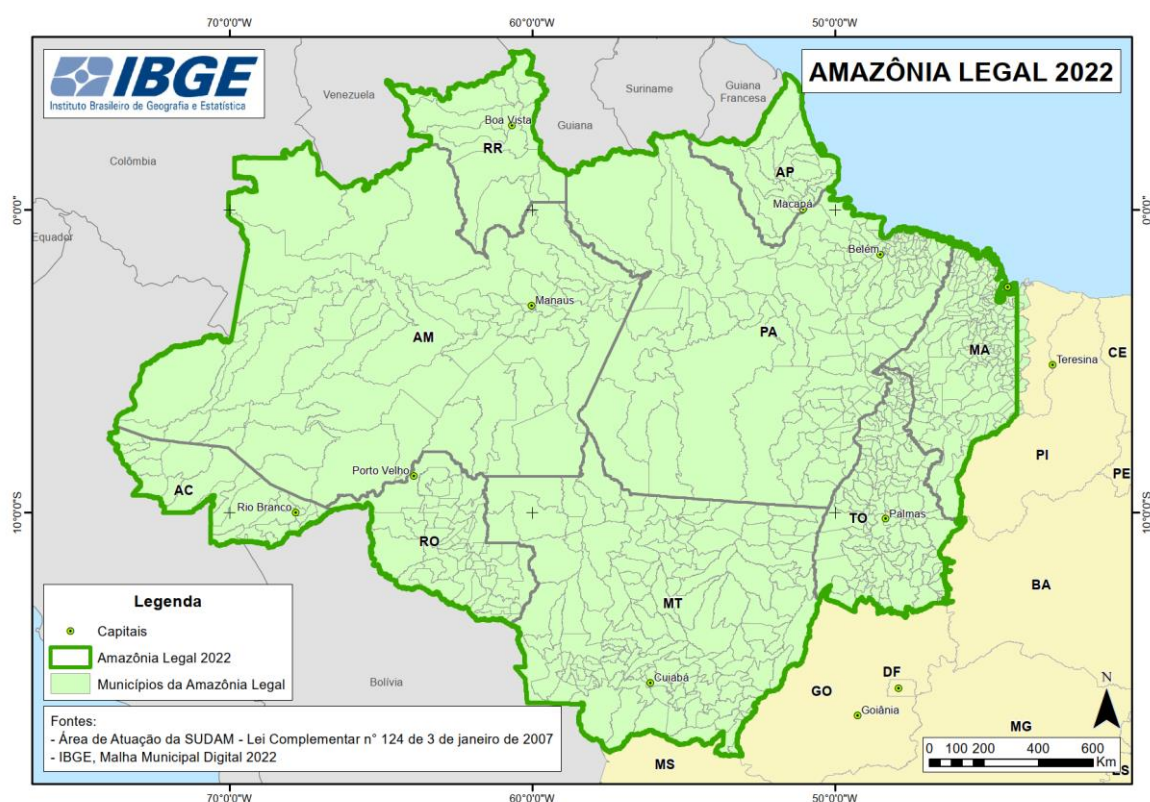 70°0'0"W
60°0'0"W
50°0'0"W
IBGE
Instituto Brasileiro de Geografia e Estatística
AMAZÔNIA LEGAL 2022
Venezuela
Suriname
Guiana
Francesa
Boa Vista
Guiana
RR
Colômbia
AP
Macapá
0°0'0"
0°0'0"
Equador
Belém
Manaus
AM
PA
MA
Teresina
CE
PI
PE
Porto Velho
AC
Rio Branco
10°0'0"S
10°0'0"S
TO
Palmas
RO
BA
MT
Legenda
Capitais
Amazônia Legal 2022
Municípios da Amazônia Legal
Bolívia
Cuiabá
DF
GO
Goiânia
N
MG
MS
ES
Fontes:
- Área de Atuação da SUDAM - Lei Complementar n° 124 de 3 de janeiro de 2007
- IBGE, Malha Municipal Digital 2022
0 100 200 400 600
Km
70°0'0"W
60°0'0"W
50°0'0"W